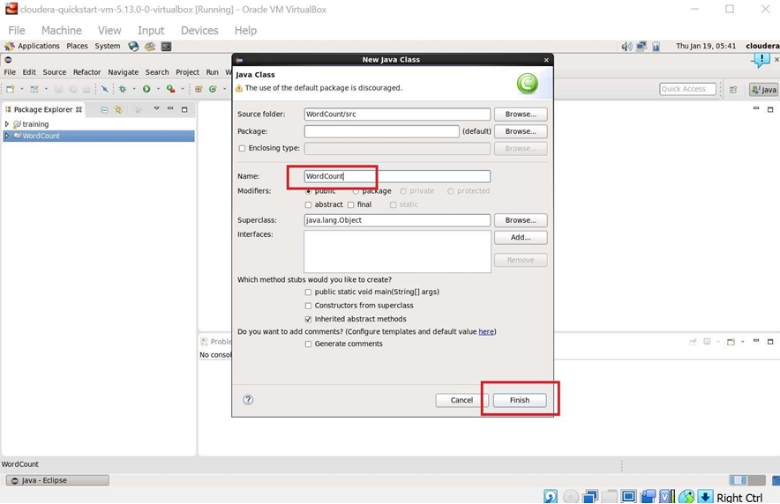 cloudera-quickstart-vm-5.13.0-0-virtualbox [Running] - Oracle VM VirtualBox
File Machine View Input Devices Help
Applications Places System Thu Jan 19, 05:41 cloudera
New Java Class
File Edit Source Refactor Navigate Search Project Run W
Java Class
The use of the default package is discouraged.
Quick Access Java
Package Explorer
training
WordCount
Source folder: WordCount/src Browse...
Package: (default) Browse...
Enclosing type: Browse...
Name: WordCount
Modifiers: public package private protected
abstract final static
Superclass: java.lang.Object Browse...
Interfaces: Add...
Remove
Which method stubs would you like to create?
public static void main(String[] args)
Constructors from superclass
Inherited abstract methods
Do you want to add comments? (Configure templates and default value here)
Generate comments
Proble
No consol
? Cancel Finish
WordCount
Java - Eclipse
Right Ctrl